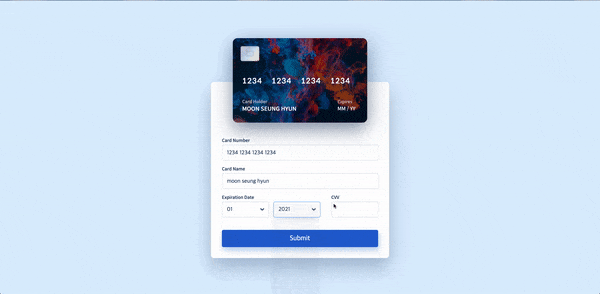 1234 1234 1234 1234
Card Holder Expires
MOON SEUNG HYUN MM / YY
Card Number
1234 1234 1234 1234
Card Name
moon seung hyun
Expiration Date CVV
01 2021
Submit